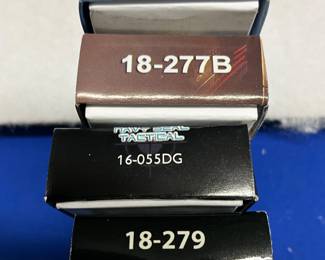 18-277B
NAVY SEAL
TACTICAL
16-055DG
18-279